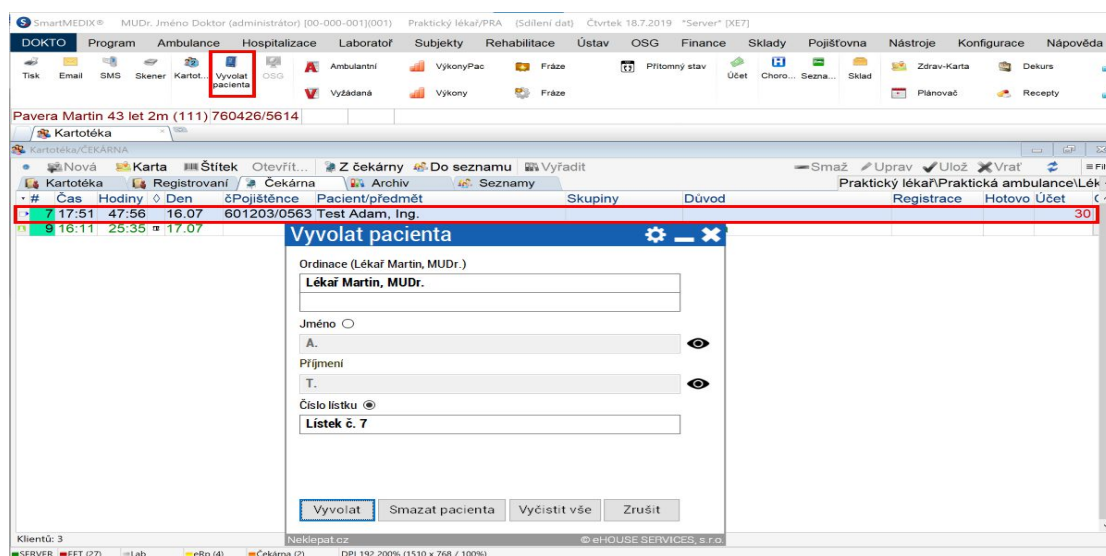 SmartMEDIX® MUDr. Jméno Doktor (administrátor) [00-000-001](001) Praktický lékař/PRA (Sdílení dat) Čtvrtek 18.7.2019 *Server* [XE7]
DOKTO Program Ambulance Hospitalizace Laboratoř Subjekty Rehabilitace Ústav OSG Finance Sklady Pojišťovna Nástroje Konfigurace Nápověda
Ambulantní VýkonyPac Fráze Přítomný stav Zdrav-Karta Dekurs
Tisk Email SMS Skener Kartot... Vyvolat pacienta OSG Účet Choro... Sezna... Sklad
Vyžádaná Výkony Fráze Plánovač Recepty
Pavera Martin 43 let 2m (111) 760426/5614
Kartotéka
Kartotéka/ČEKÁRNA
Nová Karta Štítek Otevřít... Z čekárny Do seznamu Vyřadit Smaž Uprav Ulož Vrať Fil
Kartotéka Registrovaní Čekárna Archiv Seznamy Praktický lékař\Praktická ambulance\Lék
# Čas Hodiny Den čPojištěnce Pacient/předmět Skupiny Důvod Registrace Hotovo Účet
7 17:51 47:56 16.07 601203/0563 Test Adam, Ing. 30
9 16:11 25:35 17.07
Vyvolat pacienta
Ordinace (Lékař Martin, MUDr.)
Lékař Martin, MUDr.
Jméno
A.
Příjmení
T.
Číslo lístku
Lístek č. 7
Vyvolat Smazat pacienta Vyčistit vše Zrušit
Klientů: 3 Neklepat.cz © eHOUSE SERVICES, s.r.o.
SERVER EET (27) Lab eRp (4) Čekárna (2) DPI 192 200% (1510 x 768 / 100%)